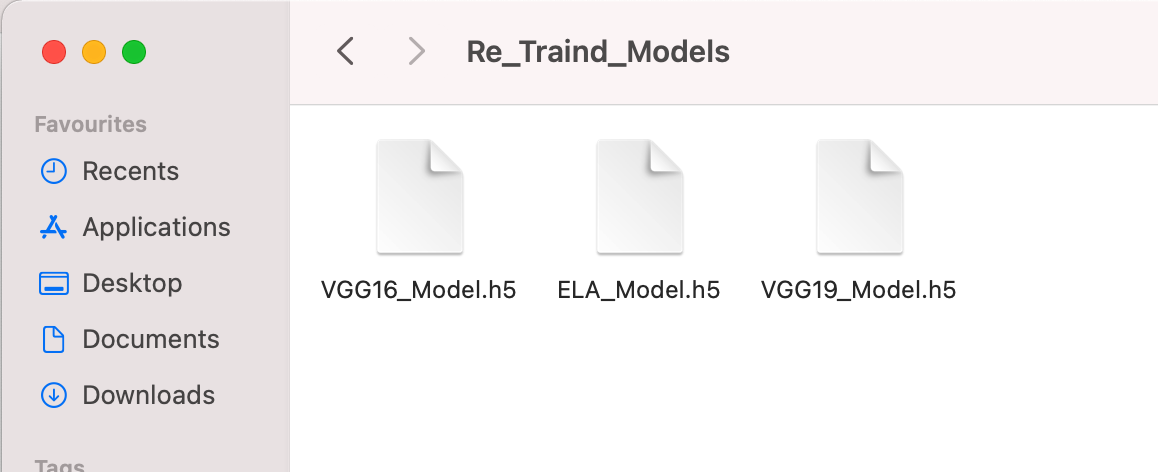 Re_Traind_Models
Favourites
Recents
Applications
Desktop
Documents
Downloads
Tags
VGG16_Model.h5
ELA_Model.h5
VGG19_Model.h5